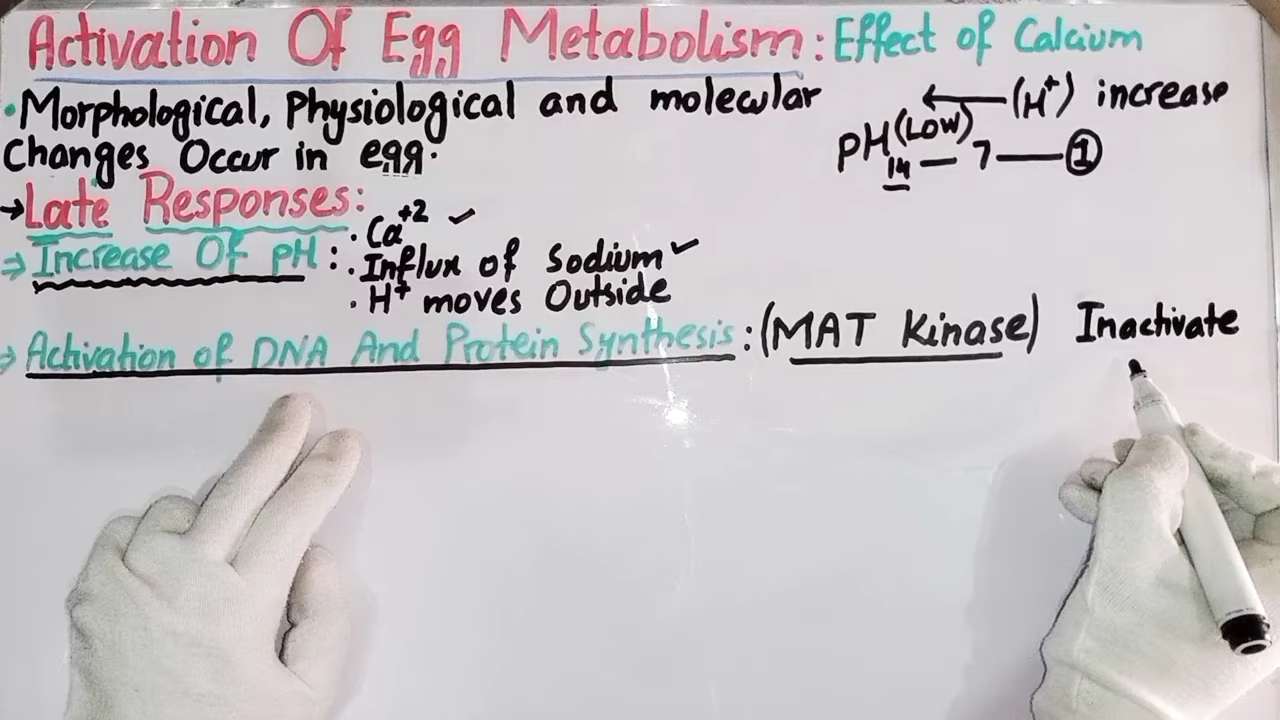 Activation Of Egg Metabolism: Effect of Calcium
• Morphological, Physiological and molecular
Changes Occur in egg.
(H⁺) increase
PH (LOW)
14 — 7 — 1
→ Late Responses:
⇒ Increase Of pH :
• Ca⁺² ✓
• Influx of Sodium ✓
• H⁺ moves Outside
⇒ Activation of DNA And Protein Synthesis : (MAT Kinase) Inactivate